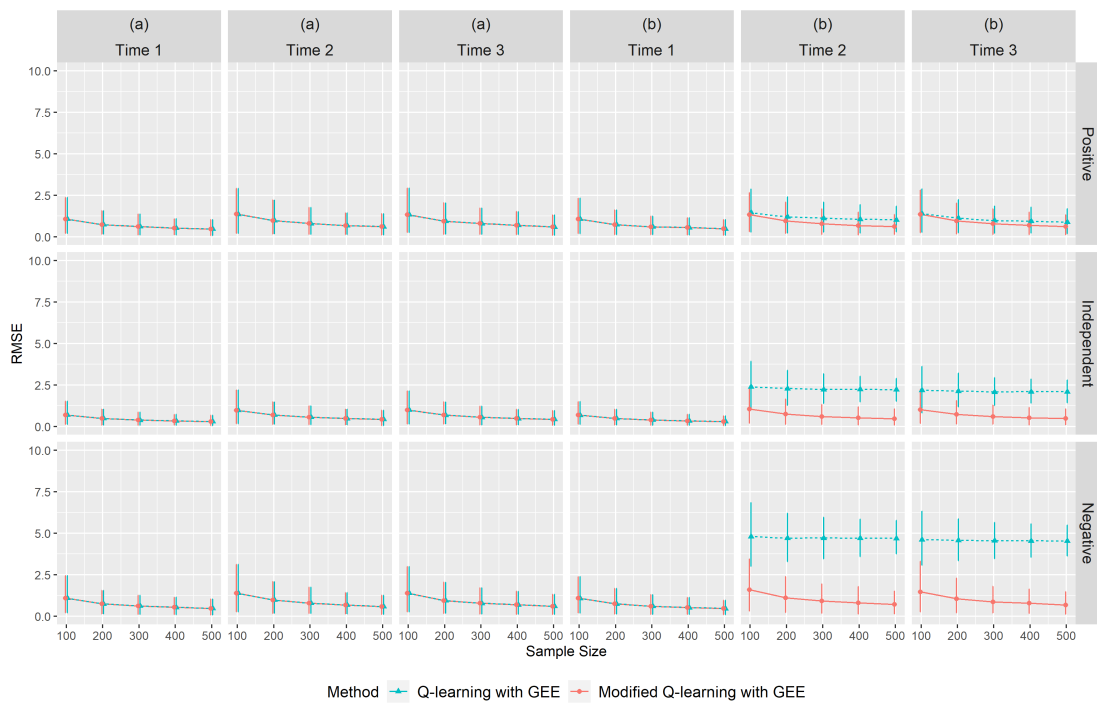 (a) (a) (a) (b) (b) (b)
Time 1 Time 2 Time 3 Time 1 Time 2 Time 3
10.0
7.5
5.0
2.5
0.0
Positive
10.0
7.5
5.0
2.5
0.0
Independent
10.0
7.5
5.0
2.5
0.0
Negative
RMSE
100 200 300 400 500 100 200 300 400 500 100 200 300 400 500 100 200 300 400 500 100 200 300 400 500 100 200 300 400 500
Sample Size
Method Q-learning with GEE Modified Q-learning with GEE